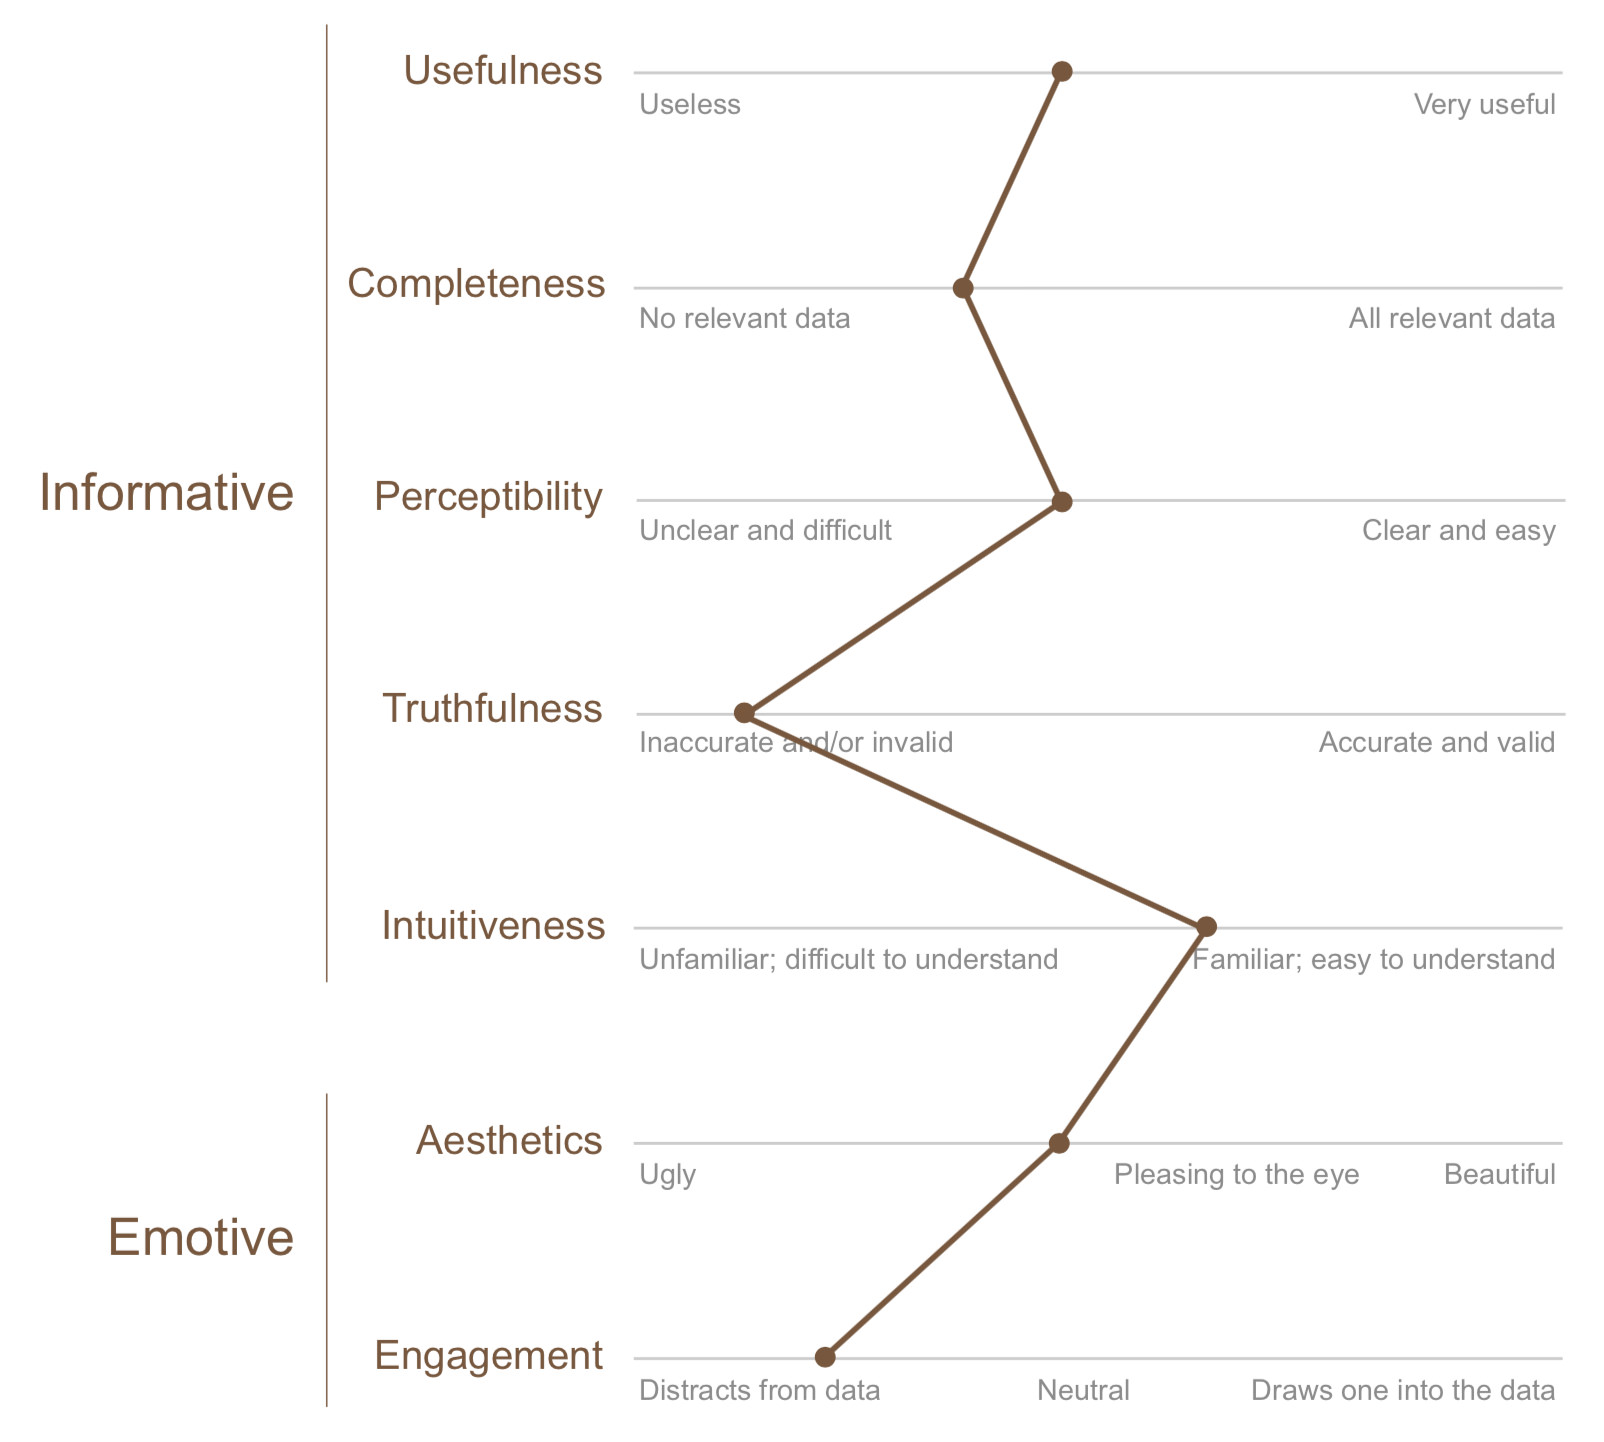 Usefulness
Useless
Very useful
Completeness
No relevant data
All relevant data
Informative
Perceptibility
Unclear and difficult
Clear and easy
Truthfulness
Inaccurate and/or invalid
Accurate and valid
Intuitiveness
Unfamiliar; difficult to understand
Familiar; easy to understand
Aesthetics
Ugly
Pleasing to the eye
Beautiful
Emotive
Engagement
Distracts from data
Neutral
Draws one into the data